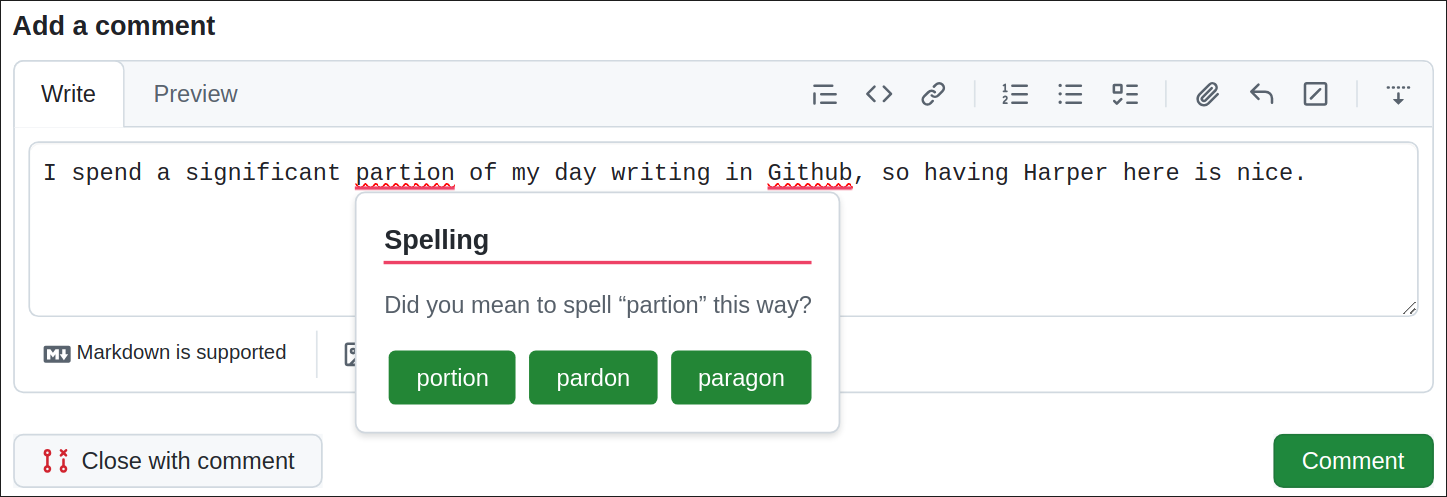 Add a comment
Write Preview
I spend a significant partion of my day writing in Github, so having Harper here is nice.
Spelling
Did you mean to spell “partion” this way?
portion pardon paragon
Markdown is supported
Close with comment
Comment